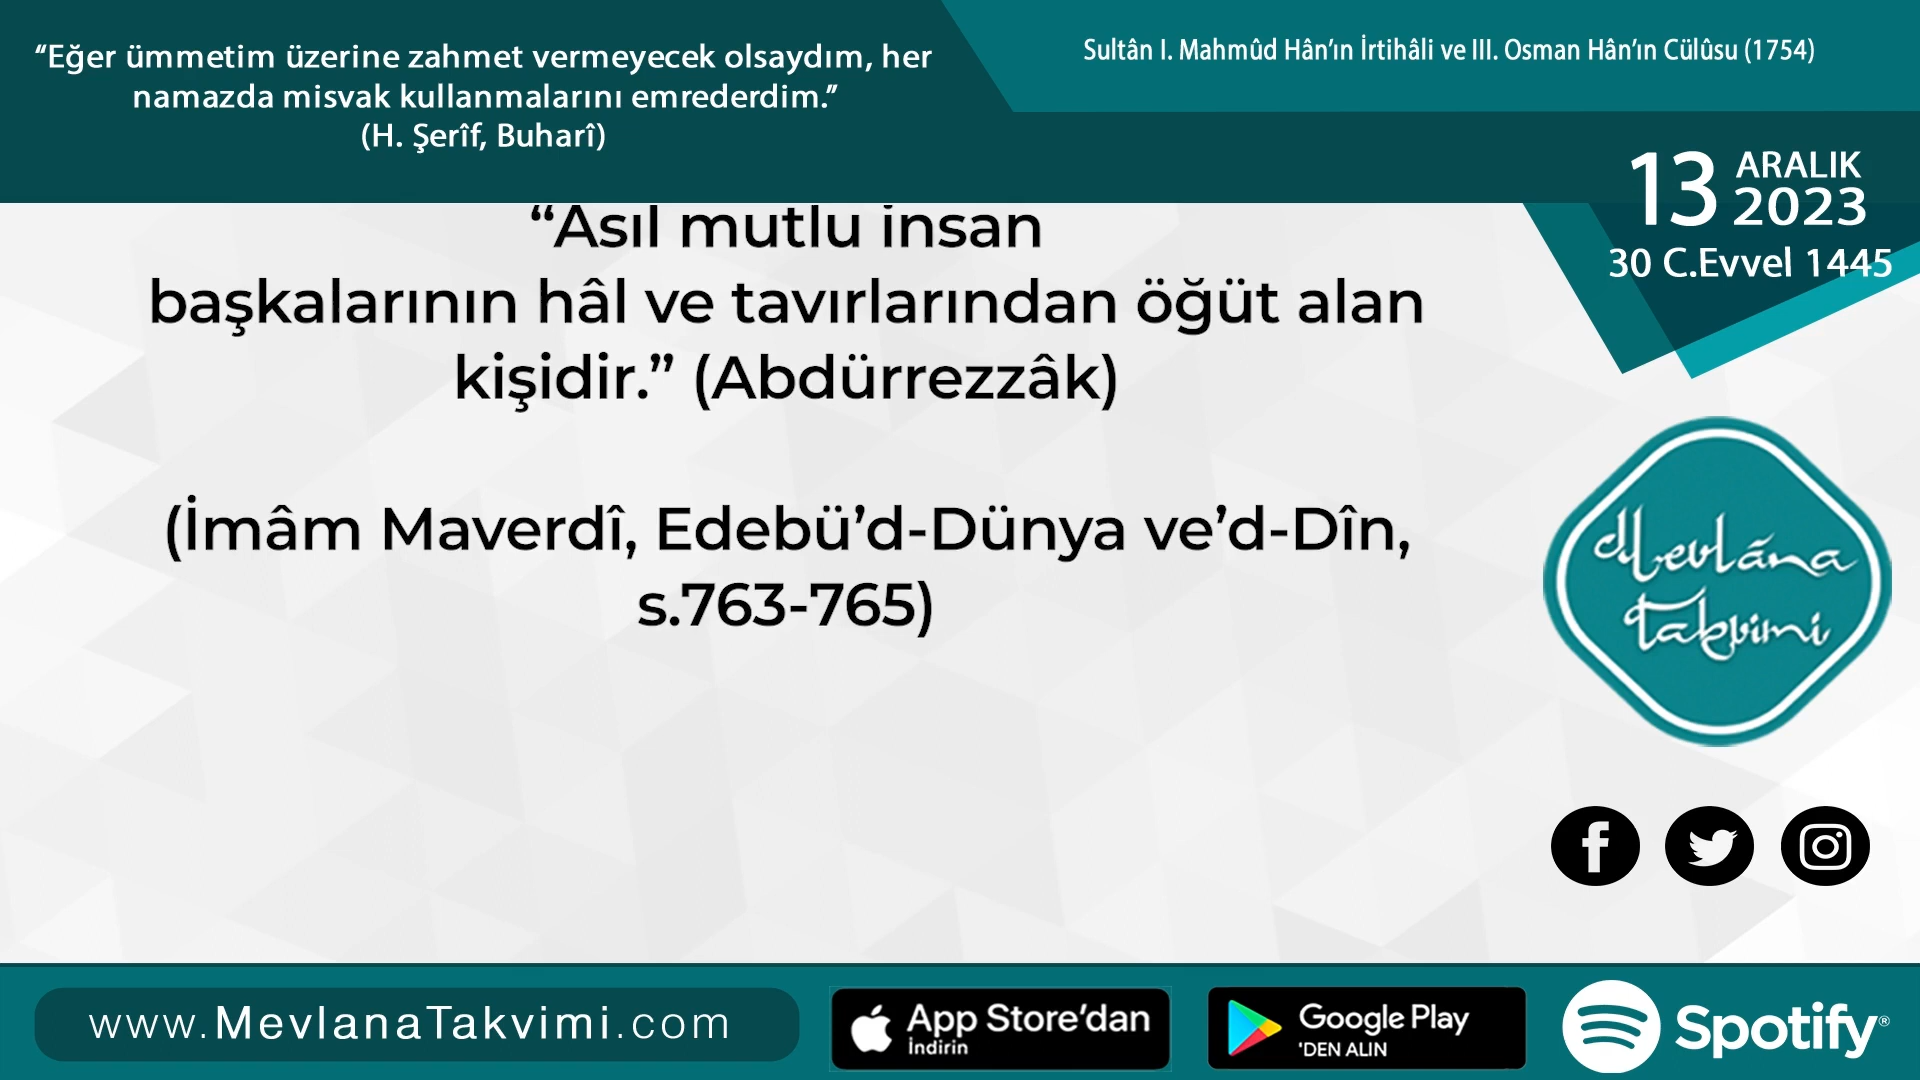 “Eğer ümmetim üzerine zahmet vermeyecek olsaydım, her
namazda misvak kullanmalarını emrederdim.”
(H. Şerîf, Buharî)
Sultân I. Mahmûd Hân’ın İrtihâli ve III. Osman Hân’ın Cülûsu (1754)
13 ARALIK
2023
30 C.Evvel 1445
“Asıl mutlu insan
başkalarının hâl ve tavırlarından öğüt alan
kişidir.” (Abdürrezzâk)
(İmâm Maverdî, Edebü’d-Dünya ve’d-Dîn,
s.763-765)
Mevlâna
Takvimi
www.MevlanaTakvimi.com
App Store’dan
İndirin
Google Play
'DEN ALIN
Spotify®